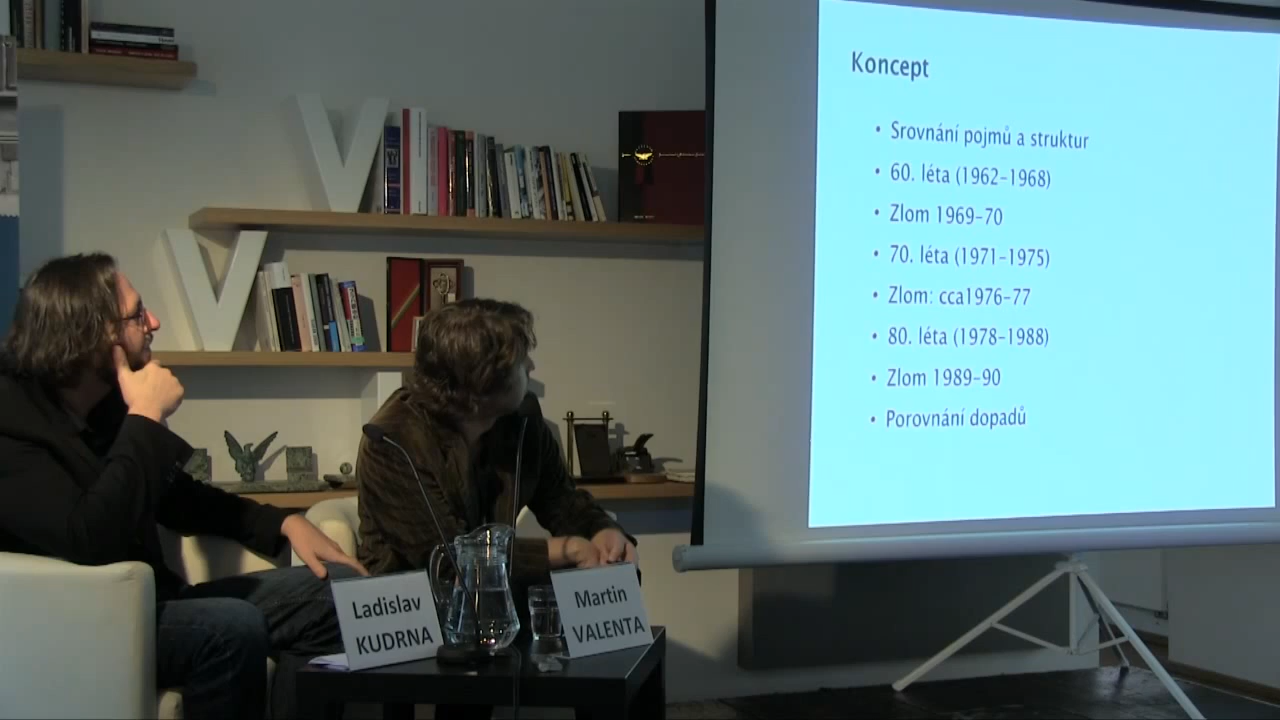 Koncept
• Srovnání pojmů a struktur
• 60. léta (1962–1968)
• Zlom 1969–70
• 70. léta (1971–1975)
• Zlom: cca1976–77
• 80. léta (1978–1988)
• Zlom 1989–90
• Porovnání dopadů
V
V
Ladislav
KUDRNA
Martin
VALENTA